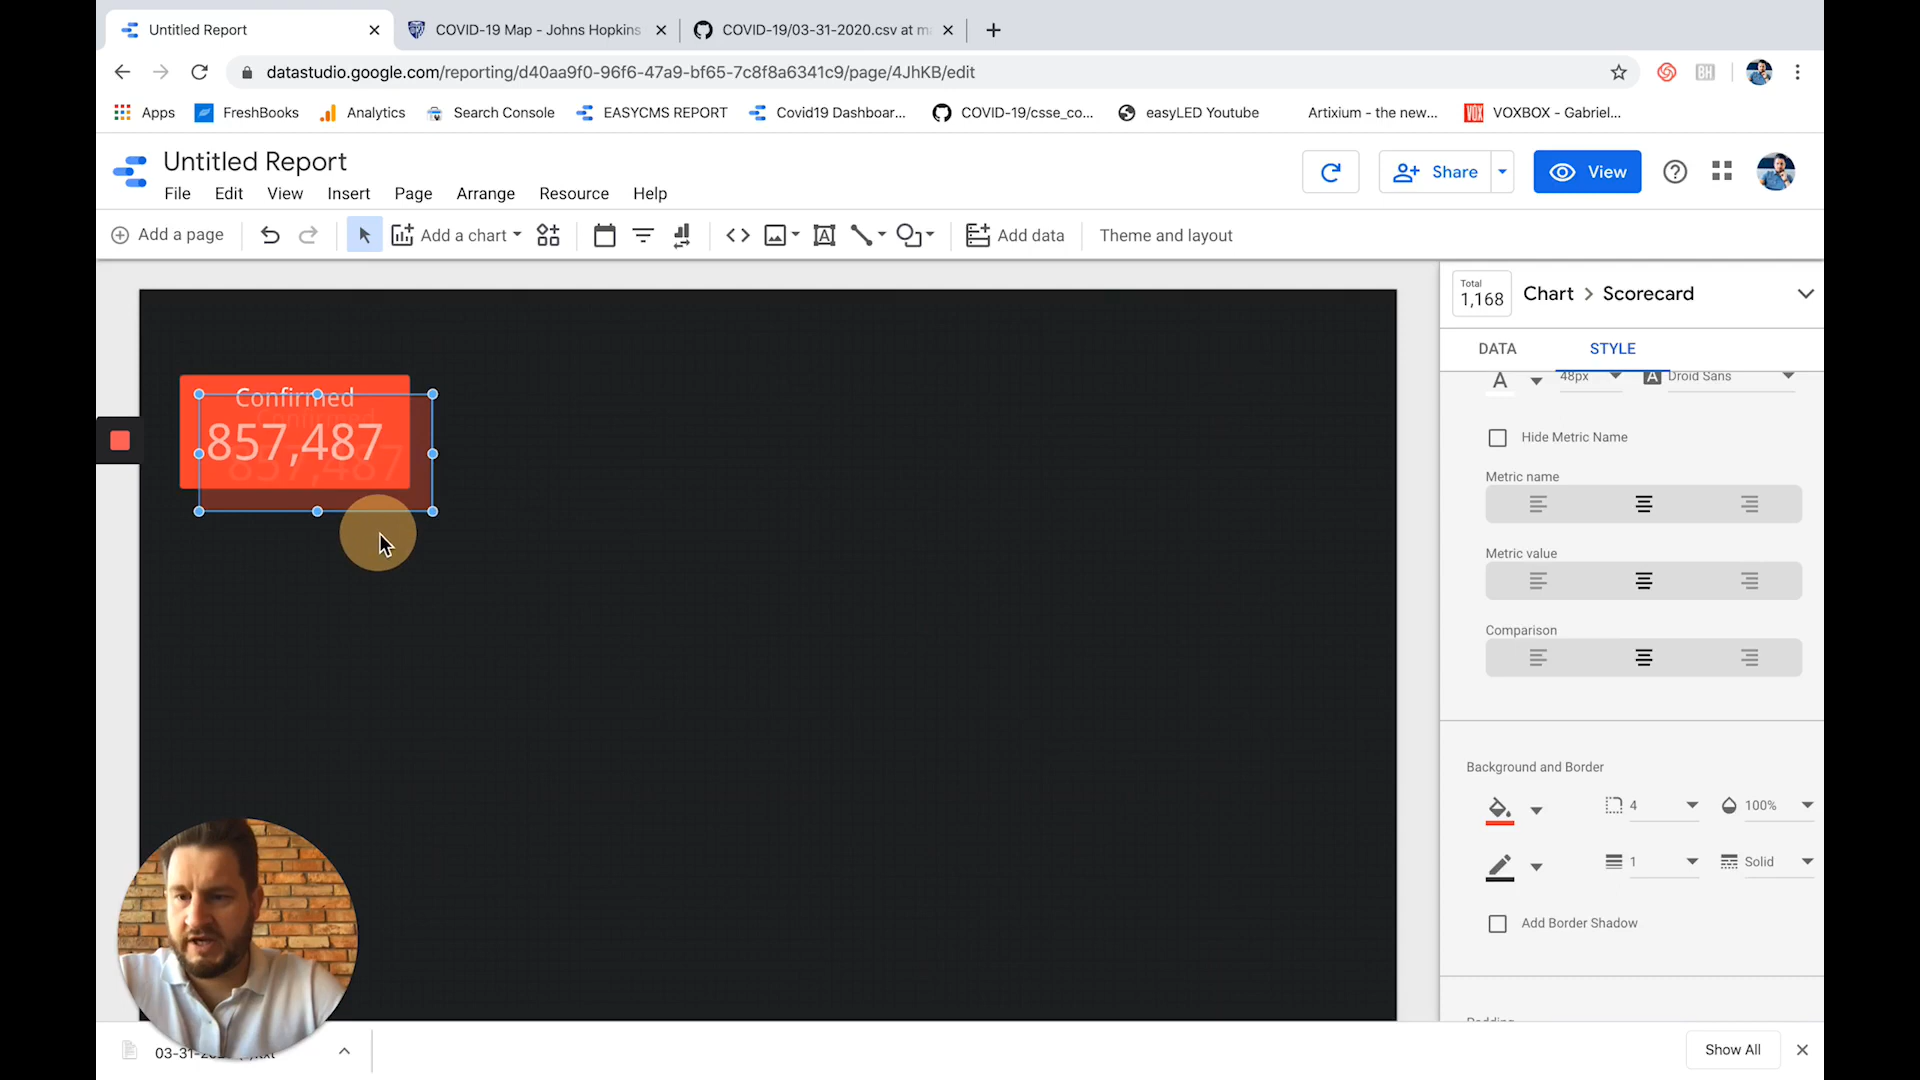 Untitled Report
COVID-19 Map - Johns Hopkins
COVID-19/03-31-2020.csv at m
datastudio.google.com/reporting/d40aa9f0-96f6-47a9-bf65-7c8f8a6341c9/page/4JhKB/edit
Apps FreshBooks Analytics Search Console EASYCMS REPORT Covid19 Dashboar... COVID-19/csse_co... easyLED Youtube Artixium - the new... VOX VOXBOX - Gabriel...
BH
Untitled Report
File Edit View Insert Page Arrange Resource Help
Share View
Add a page Add a chart Add data Theme and layout
Total
1,168
Chart > Scorecard
DATA STYLE
48px Droid Sans
Hide Metric Name
Metric name
Metric value
Comparison
Background and Border
4 100%
1 Solid
Add Border Shadow
Confirmed
857,487
Confirmed
857,487
Show All